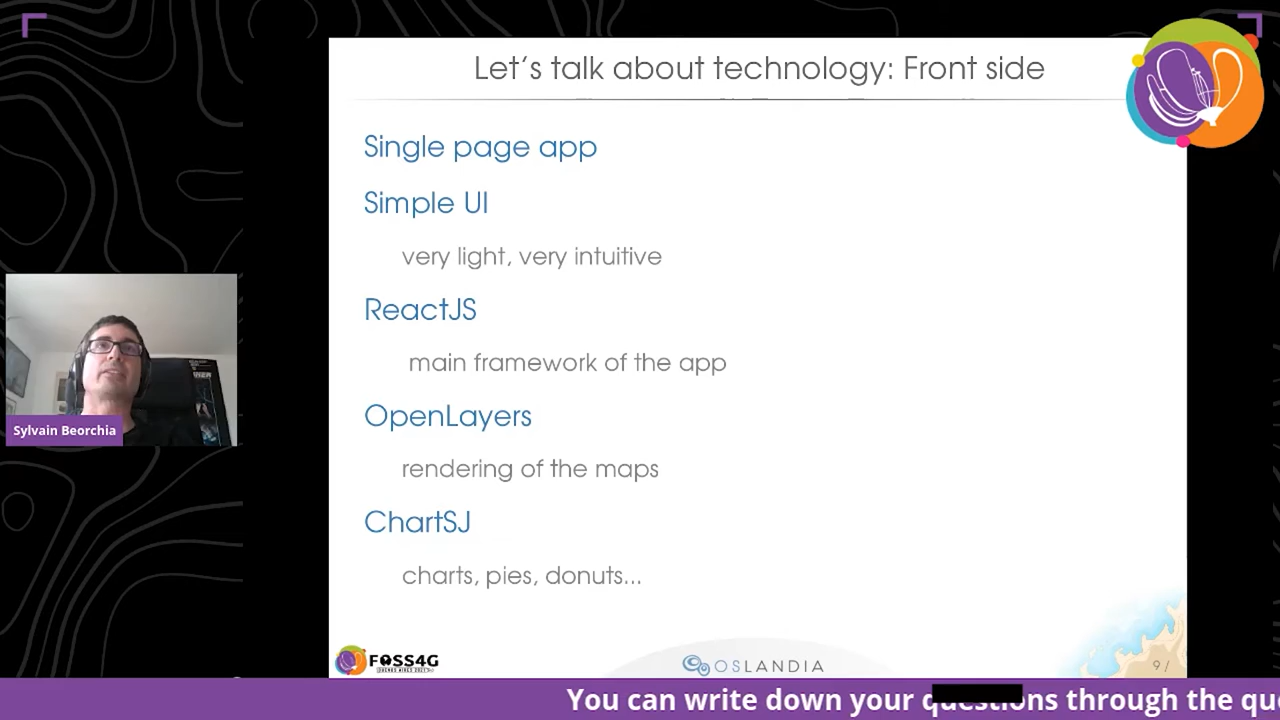 Let's talk about technology: Front side
Single page app
Simple UI
very light, very intuitive
ReactJS
main framework of the app
OpenLayers
rendering of the maps
ChartSJ
charts, pies, donuts...
Sylvain Beorchia
FOSS4G
OSLANDIA
9/
You can write down your through the qu